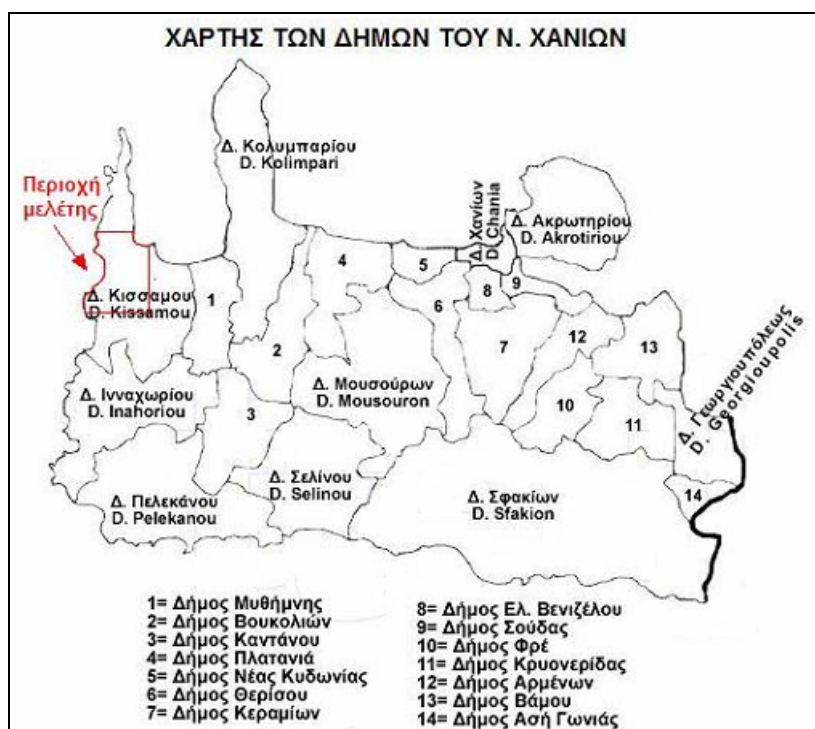 ΧΑΡΤΗΣ ΤΩΝ ΔΗΜΩΝ ΤΟΥ Ν. ΧΑΝΙΩΝ
Δ. Κολυμπαρίου
D. Kolimpari
Περιοχή
μελέτης
Δ. Χανίων
D. Chania
Δ. Ακρωτηρίου
D. Akrotiriou
4
5
9
8
6
1
Δ. Κισσαμου
D. Kissamou
12
13
7
2
Δ. Γεωργιουπόλεως
D. Georgioupolis
Δ. Ινναχωρίου
D. Inahoriou
Δ. Μουσούρων
D. Mousouron
3
10
11
Δ. Σελίνου
D. Selinou
Δ. Πελεκάνου
D. Pelekanou
Δ. Σφακίων
D. Sfakion
14
1= Δήμος Μυθήμνης
2= Δήμος Βουκολιών
3= Δήμος Καντάνου
4= Δήμος Πλατανιά
5= Δήμος Νέας Κυδωνίας
6= Δήμος Θερίσου
7= Δήμος Κεραμίων
8= Δήμος Ελ. Βενιζέλου
9= Δήμος Σούδας
10= Δήμος Φρέ
11= Δήμος Κρυονερίδας
12= Δήμος Αρμένων
13= Δήμος Βάμου
14= Δήμος Ασή Γωνιάς